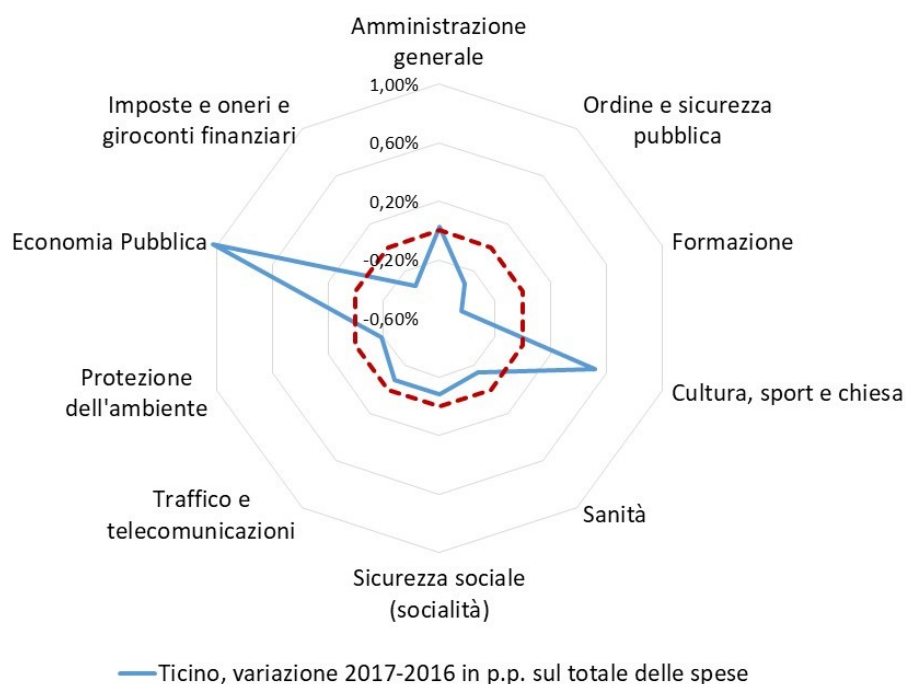 Amministrazione
generale
1,00%
Imposte e oneri e
giroconti finanziari
Ordine e sicurezza
pubblica
0,60%
0,20%
Economia Pubblica
Formazione
-0,20%
-0,60%
Protezione
dell'ambiente
Cultura, sport e chiesa
Traffico e
telecomunicazioni
Sanità
Sicurezza sociale
(socialità)
Ticino, variazione 2017-2016 in p.p. sul totale delle spese